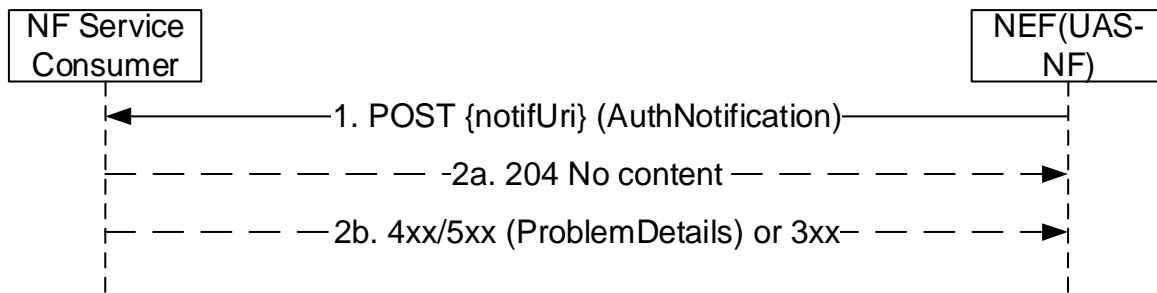 NF Service
Consumer
NEF(UAS-
NF)
1. POST {notifUri} (AuthNotification)
2a. 204 No content
2b. 4xx/5xx (ProblemDetails) or 3xx